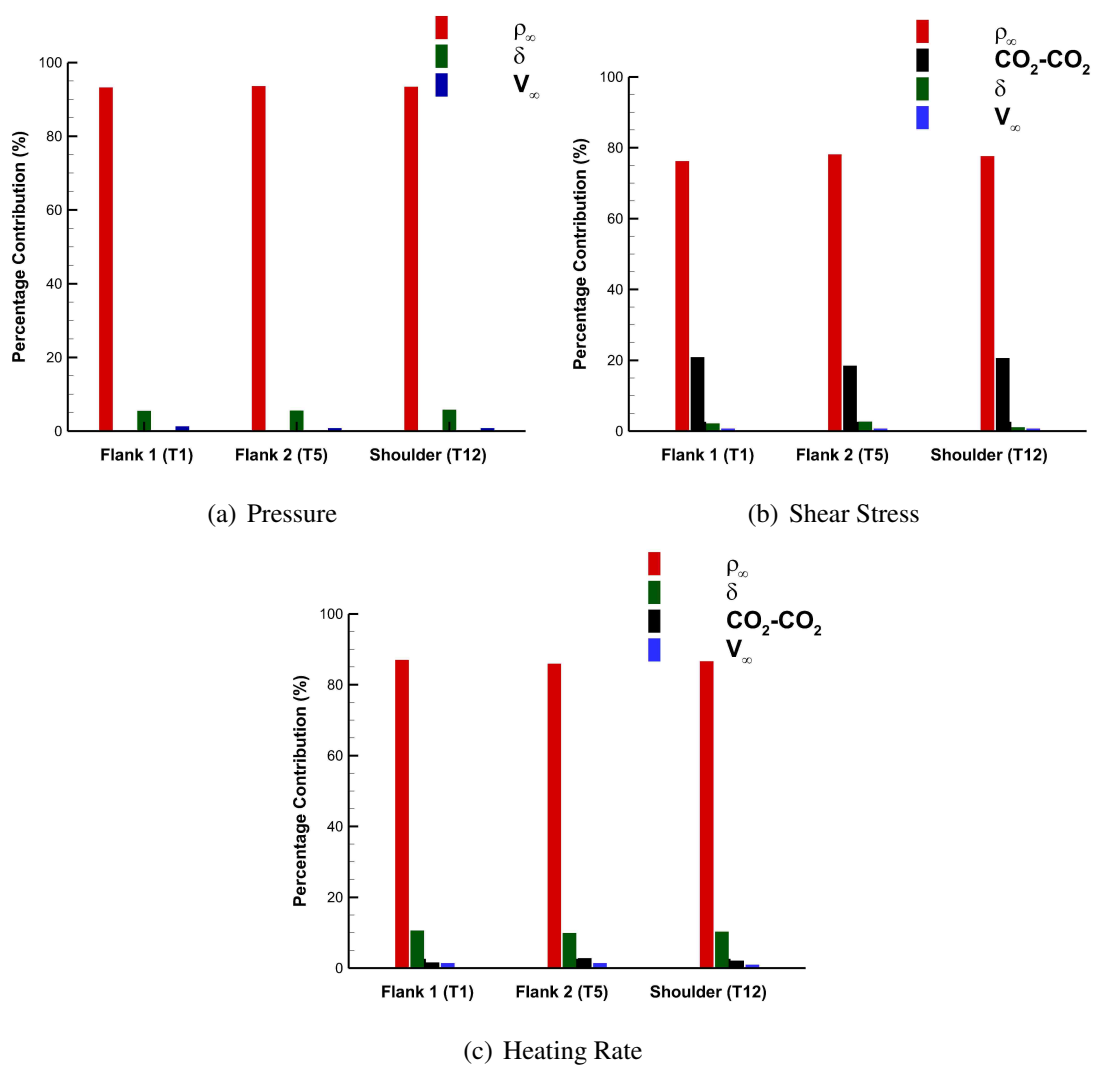 ρ∞
δ
V∞
Percentage Contribution (%)
100
80
60
40
20
0
Flank 1 (T1) Flank 2 (T5) Shoulder (T12)
(a) Pressure
ρ∞
CO₂-CO₂
δ
V∞
Percentage Contribution (%)
100
80
60
40
20
0
Flank 1 (T1) Flank 2 (T5) Shoulder (T12)
(b) Shear Stress
ρ∞
δ
CO₂-CO₂
V∞
Percentage Contribution (%)
100
80
60
40
20
0
Flank 1 (T1) Flank 2 (T5) Shoulder (T12)
(c) Heating Rate